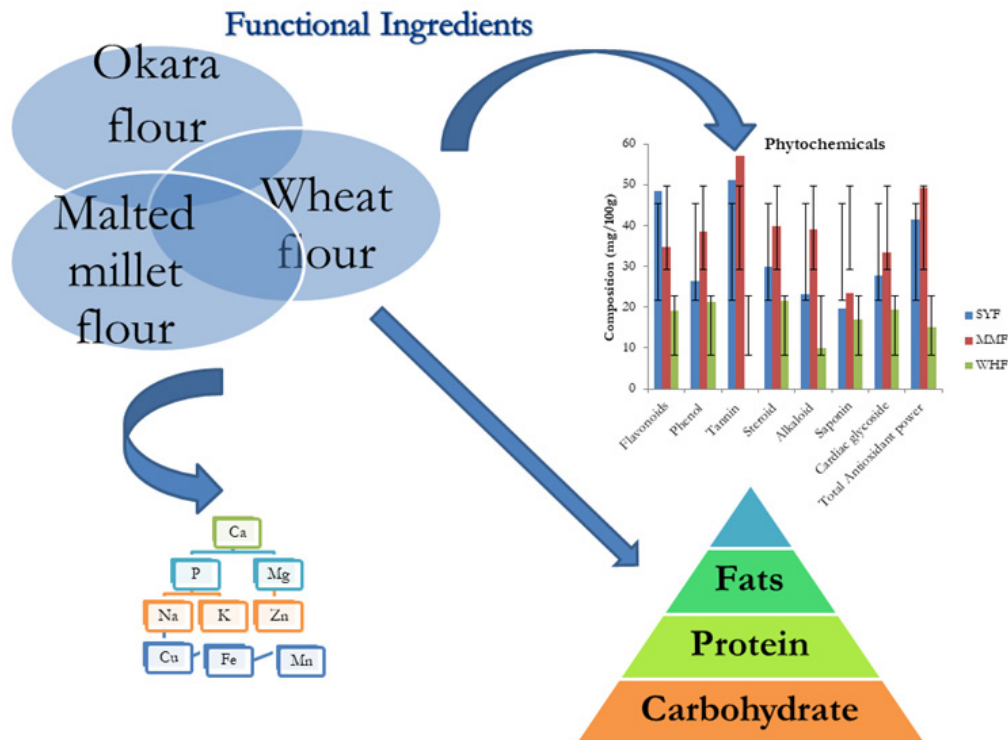 Functional Ingredients
Okara
flour
Wheat
flour
Malted
millet
flour
Phytochemicals
Composition (mg/100g)
60
50
40
30
20
10
0
Flavonoids
Phenol
Tannin
Steroid
Alkaloid
Saponin
Cardiac glycoside
Total Antioxidant power
SYF
MMF
WHF
Ca
P Mg
Na K Zn
Cu Fe Mn
Fats
Protein
Carbohydrate